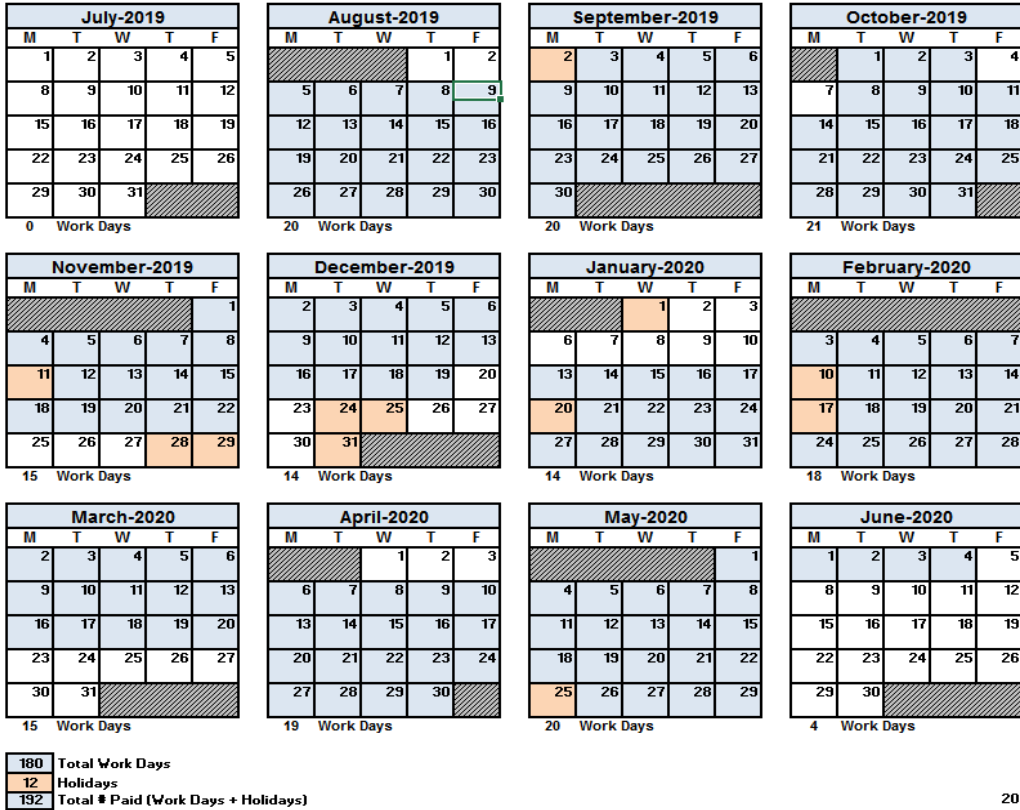 July-2019 August-2019 September-2019 October-2019
M T W T F M T W T F M T W T F M T W T F
1 2 3 4 5 1 2 2 3 4 5 6 1 2 3 4
8 9 10 11 12 5 6 7 8 9 9 10 11 12 13 7 8 9 10 11
15 16 17 18 19 12 13 14 15 16 16 17 18 19 20 14 15 16 17 18
22 23 24 25 26 19 20 21 22 23 23 24 25 26 27 21 22 23 24 25
29 30 31 26 27 28 29 30 30 28 29 30 31
0 Work Days 20 Work Days 20 Work Days 21 Work Days
November-2019 December-2019 January-2020 February-2020
M T W T F M T W T F M T W T F M T W T F
1 2 3 4 5 6 1 2 3
4 5 6 7 8 9 10 11 12 13 6 7 8 9 10 3 4 5 6 7
11 12 13 14 15 16 17 18 19 20 13 14 15 16 17 10 11 12 13 14
18 19 20 21 22 23 24 25 26 27 20 21 22 23 24 17 18 19 20 21
25 26 27 28 29 30 31 27 28 29 30 31 24 25 26 27 28
15 Work Days 14 Work Days 14 Work Days 18 Work Days
March-2020 April-2020 May-2020 June-2020
M T W T F M T W T F M T W T F M T W T F
2 3 4 5 6 1 2 3 1 1 2 3 4 5
9 10 11 12 13 6 7 8 9 10 4 5 6 7 8 8 9 10 11 12
16 17 18 19 20 13 14 15 16 17 11 12 13 14 15 15 16 17 18 19
23 24 25 26 27 20 21 22 23 24 18 19 20 21 22 22 23 24 25 26
30 31 27 28 29 30 25 26 27 28 29 29 30
15 Work Days 19 Work Days 20 Work Days 4 Work Days
180 Total Work Days
12 Holidays
192 Total # Paid (Work Days + Holidays)
20